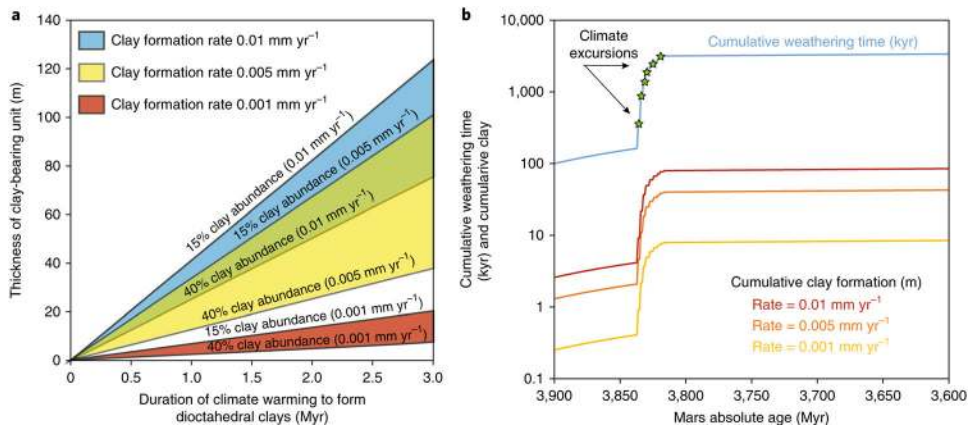 a
140
120
100
80
60
40
20
0
Thickness of clay-bearing unit (m)
Clay formation rate 0.01 mm yr⁻¹
Clay formation rate 0.005 mm yr⁻¹
Clay formation rate 0.001 mm yr⁻¹
15% clay abundance (0.01 mm yr⁻¹)
15% clay abundance (0.005 mm yr⁻¹)
40% clay abundance (0.01 mm yr⁻¹)
40% clay abundance (0.005 mm yr⁻¹)
15% clay abundance (0.001 mm yr⁻¹)
40% clay abundance (0.001 mm yr⁻¹)
0 0.5 1.0 1.5 2.0 2.5 3.0
Duration of climate warming to form
dioctahedral clays (Myr)
b
10,000
1,000
100
10
1
0.1
Cumulative weathering time
(kyr) and cumulative clay
Climate
excursions
Cumulative weathering time (kyr)
Cumulative clay formation (m)
Rate = 0.01 mm yr⁻¹
Rate = 0.005 mm yr⁻¹
Rate = 0.001 mm yr⁻¹
3,900 3,850 3,800 3,750 3,700 3,650 3,600
Mars absolute age (Myr)